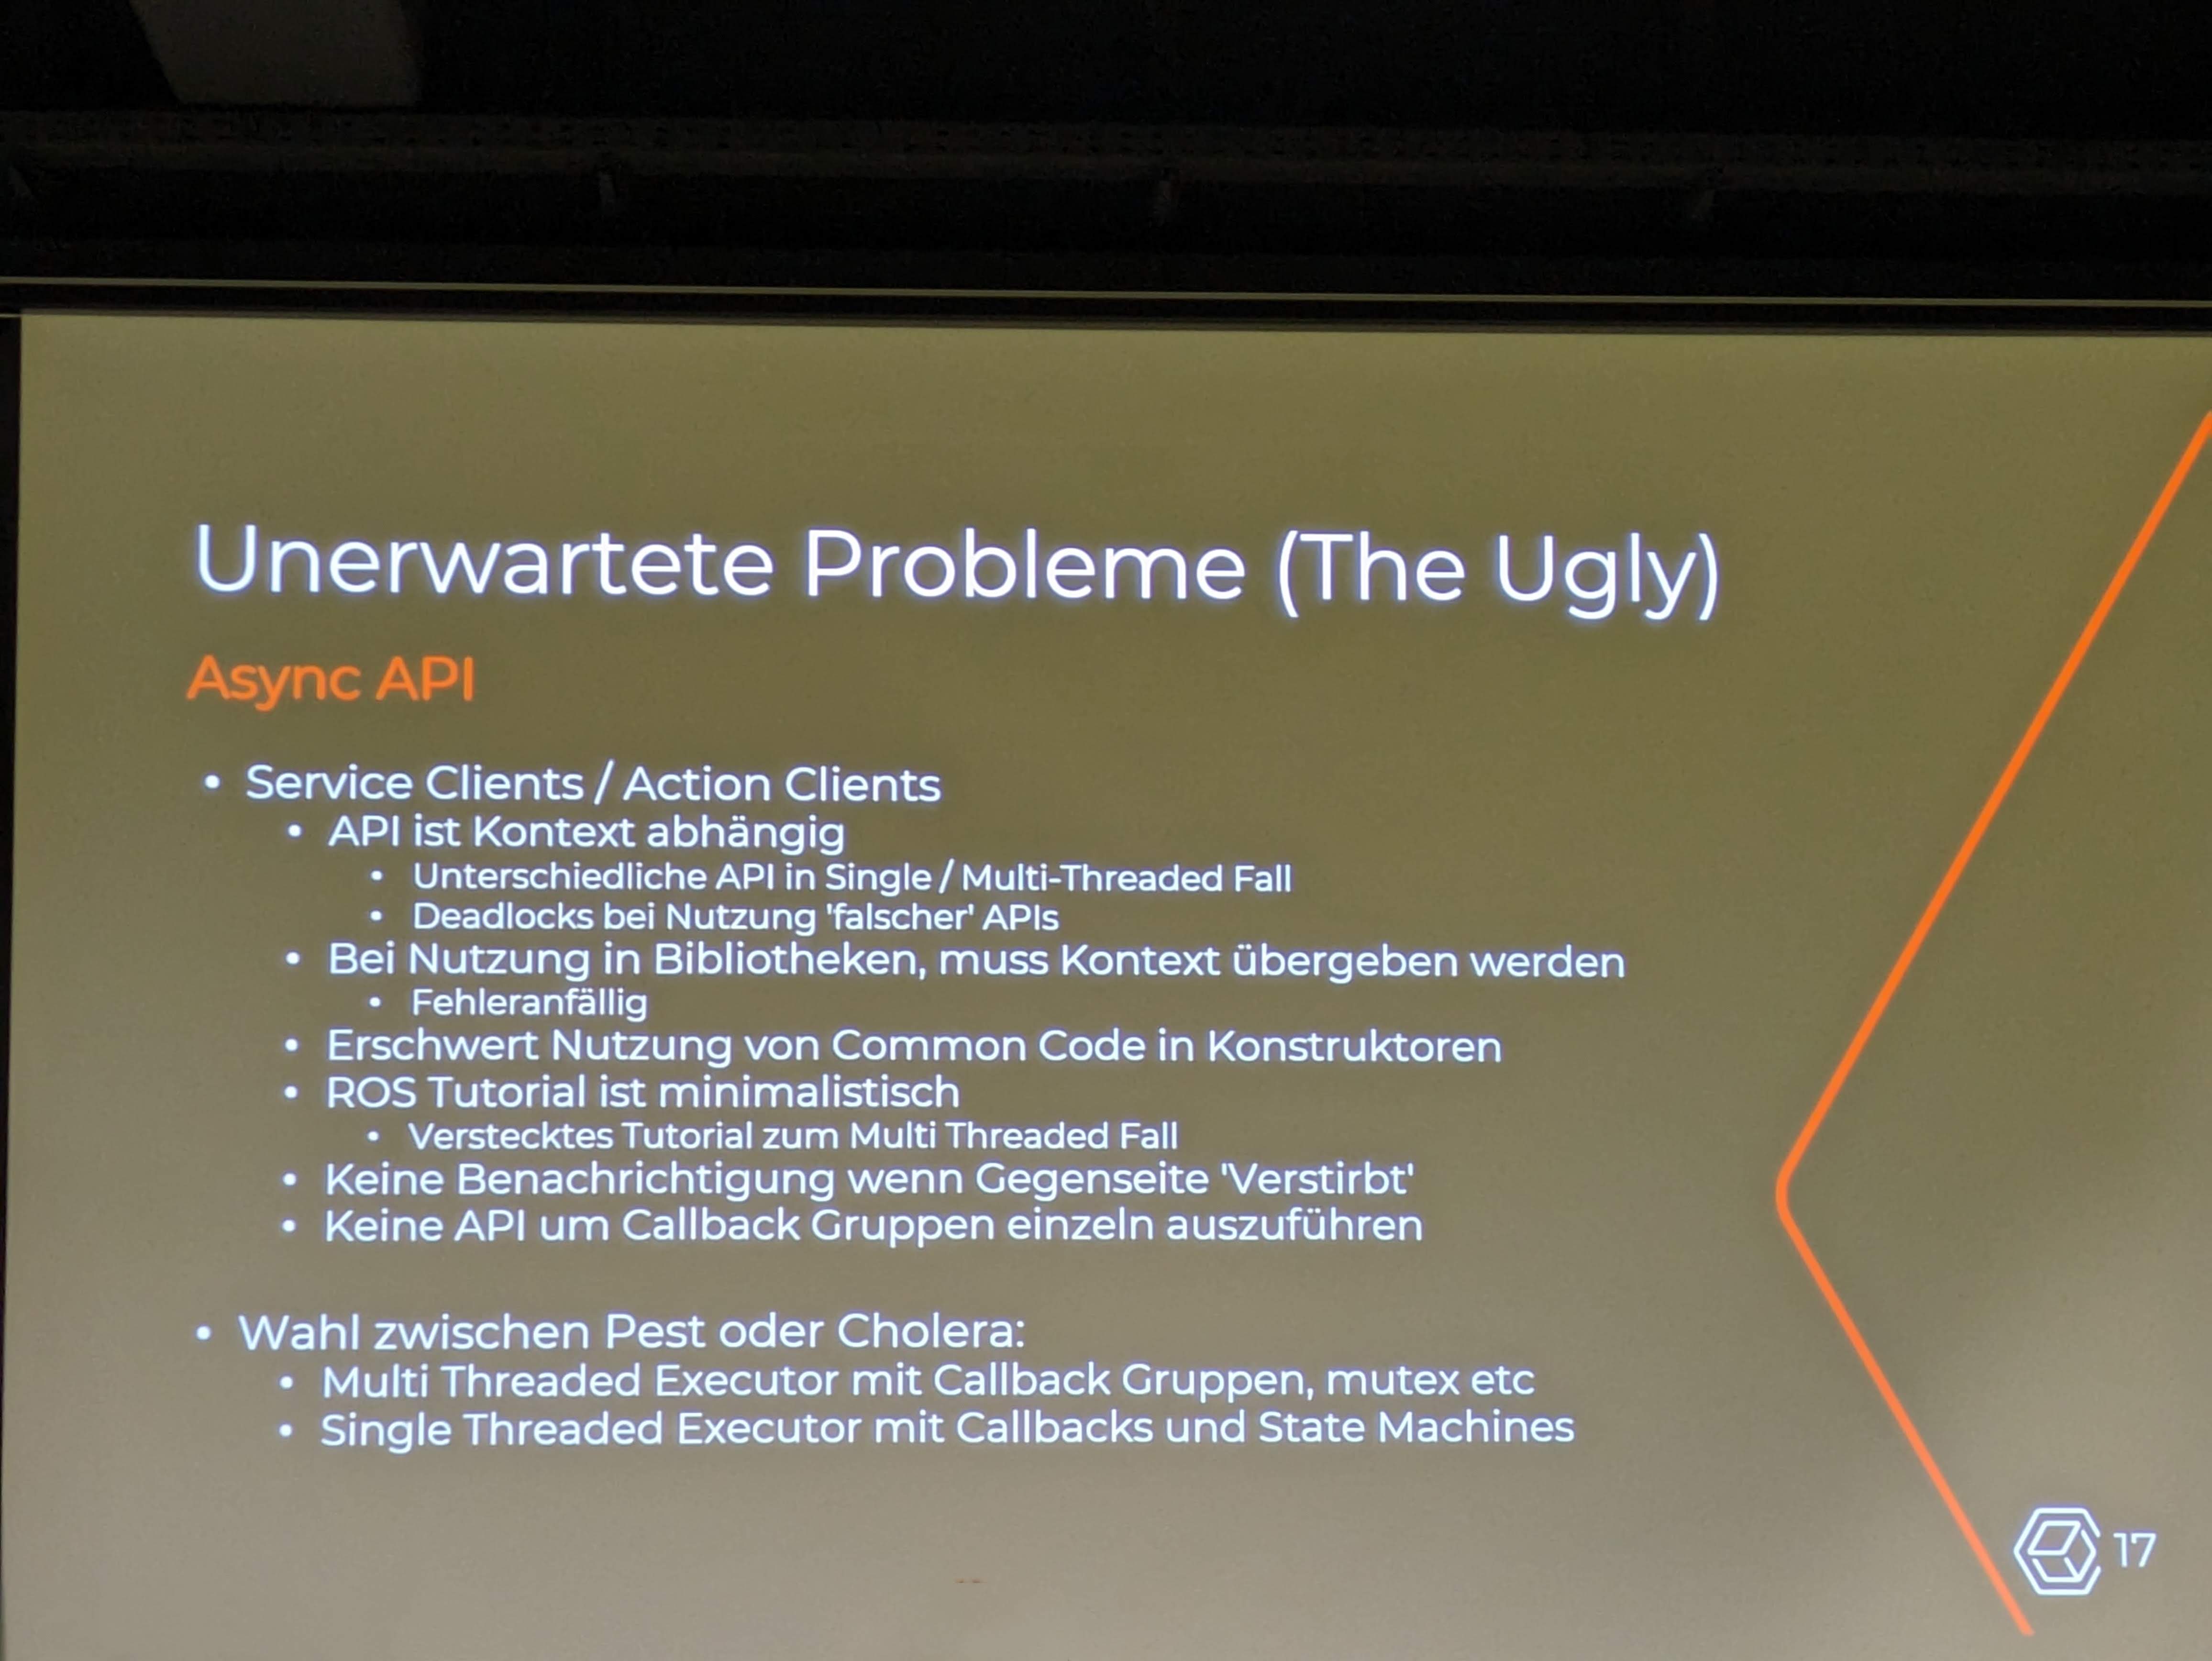 Unerwartete Probleme (The Ugly)
Async API
• Service Clients / Action Clients
• API ist Kontext abhängig
• Unterschiedliche API in Single / Multi-Threaded Fall
• Deadlocks bei Nutzung 'falscher' APIs
• Bei Nutzung in Bibliotheken, muss Kontext übergeben werden
• Fehleranfällig
• Erschwert Nutzung von Common Code in Konstruktoren
• ROS Tutorial ist minimalistisch
• Verstecktes Tutorial zum Multi Threaded Fall
• Keine Benachrichtigung wenn Gegenseite 'Verstirbt'
• Keine API um Callback Gruppen einzeln auszuführen
• Wahl zwischen Pest oder Cholera:
• Multi Threaded Executor mit Callback Gruppen, mutex etc
• Single Threaded Executor mit Callbacks und State Machines
17